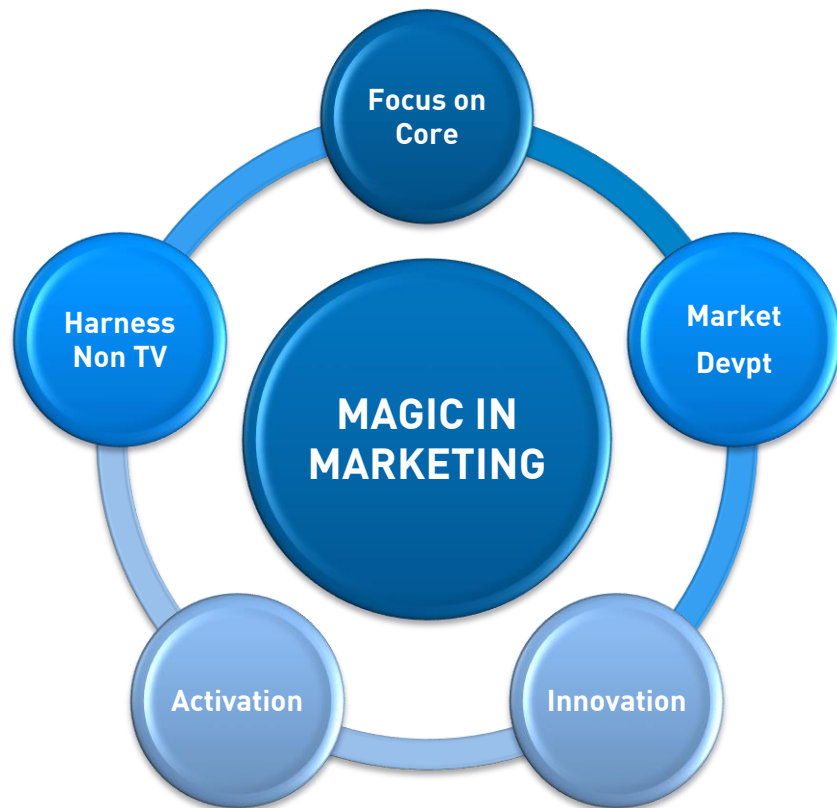 Focus on
Core
Harness
Non TV
Market
Devpt
MAGIC IN
MARKETING
Activation
Innovation